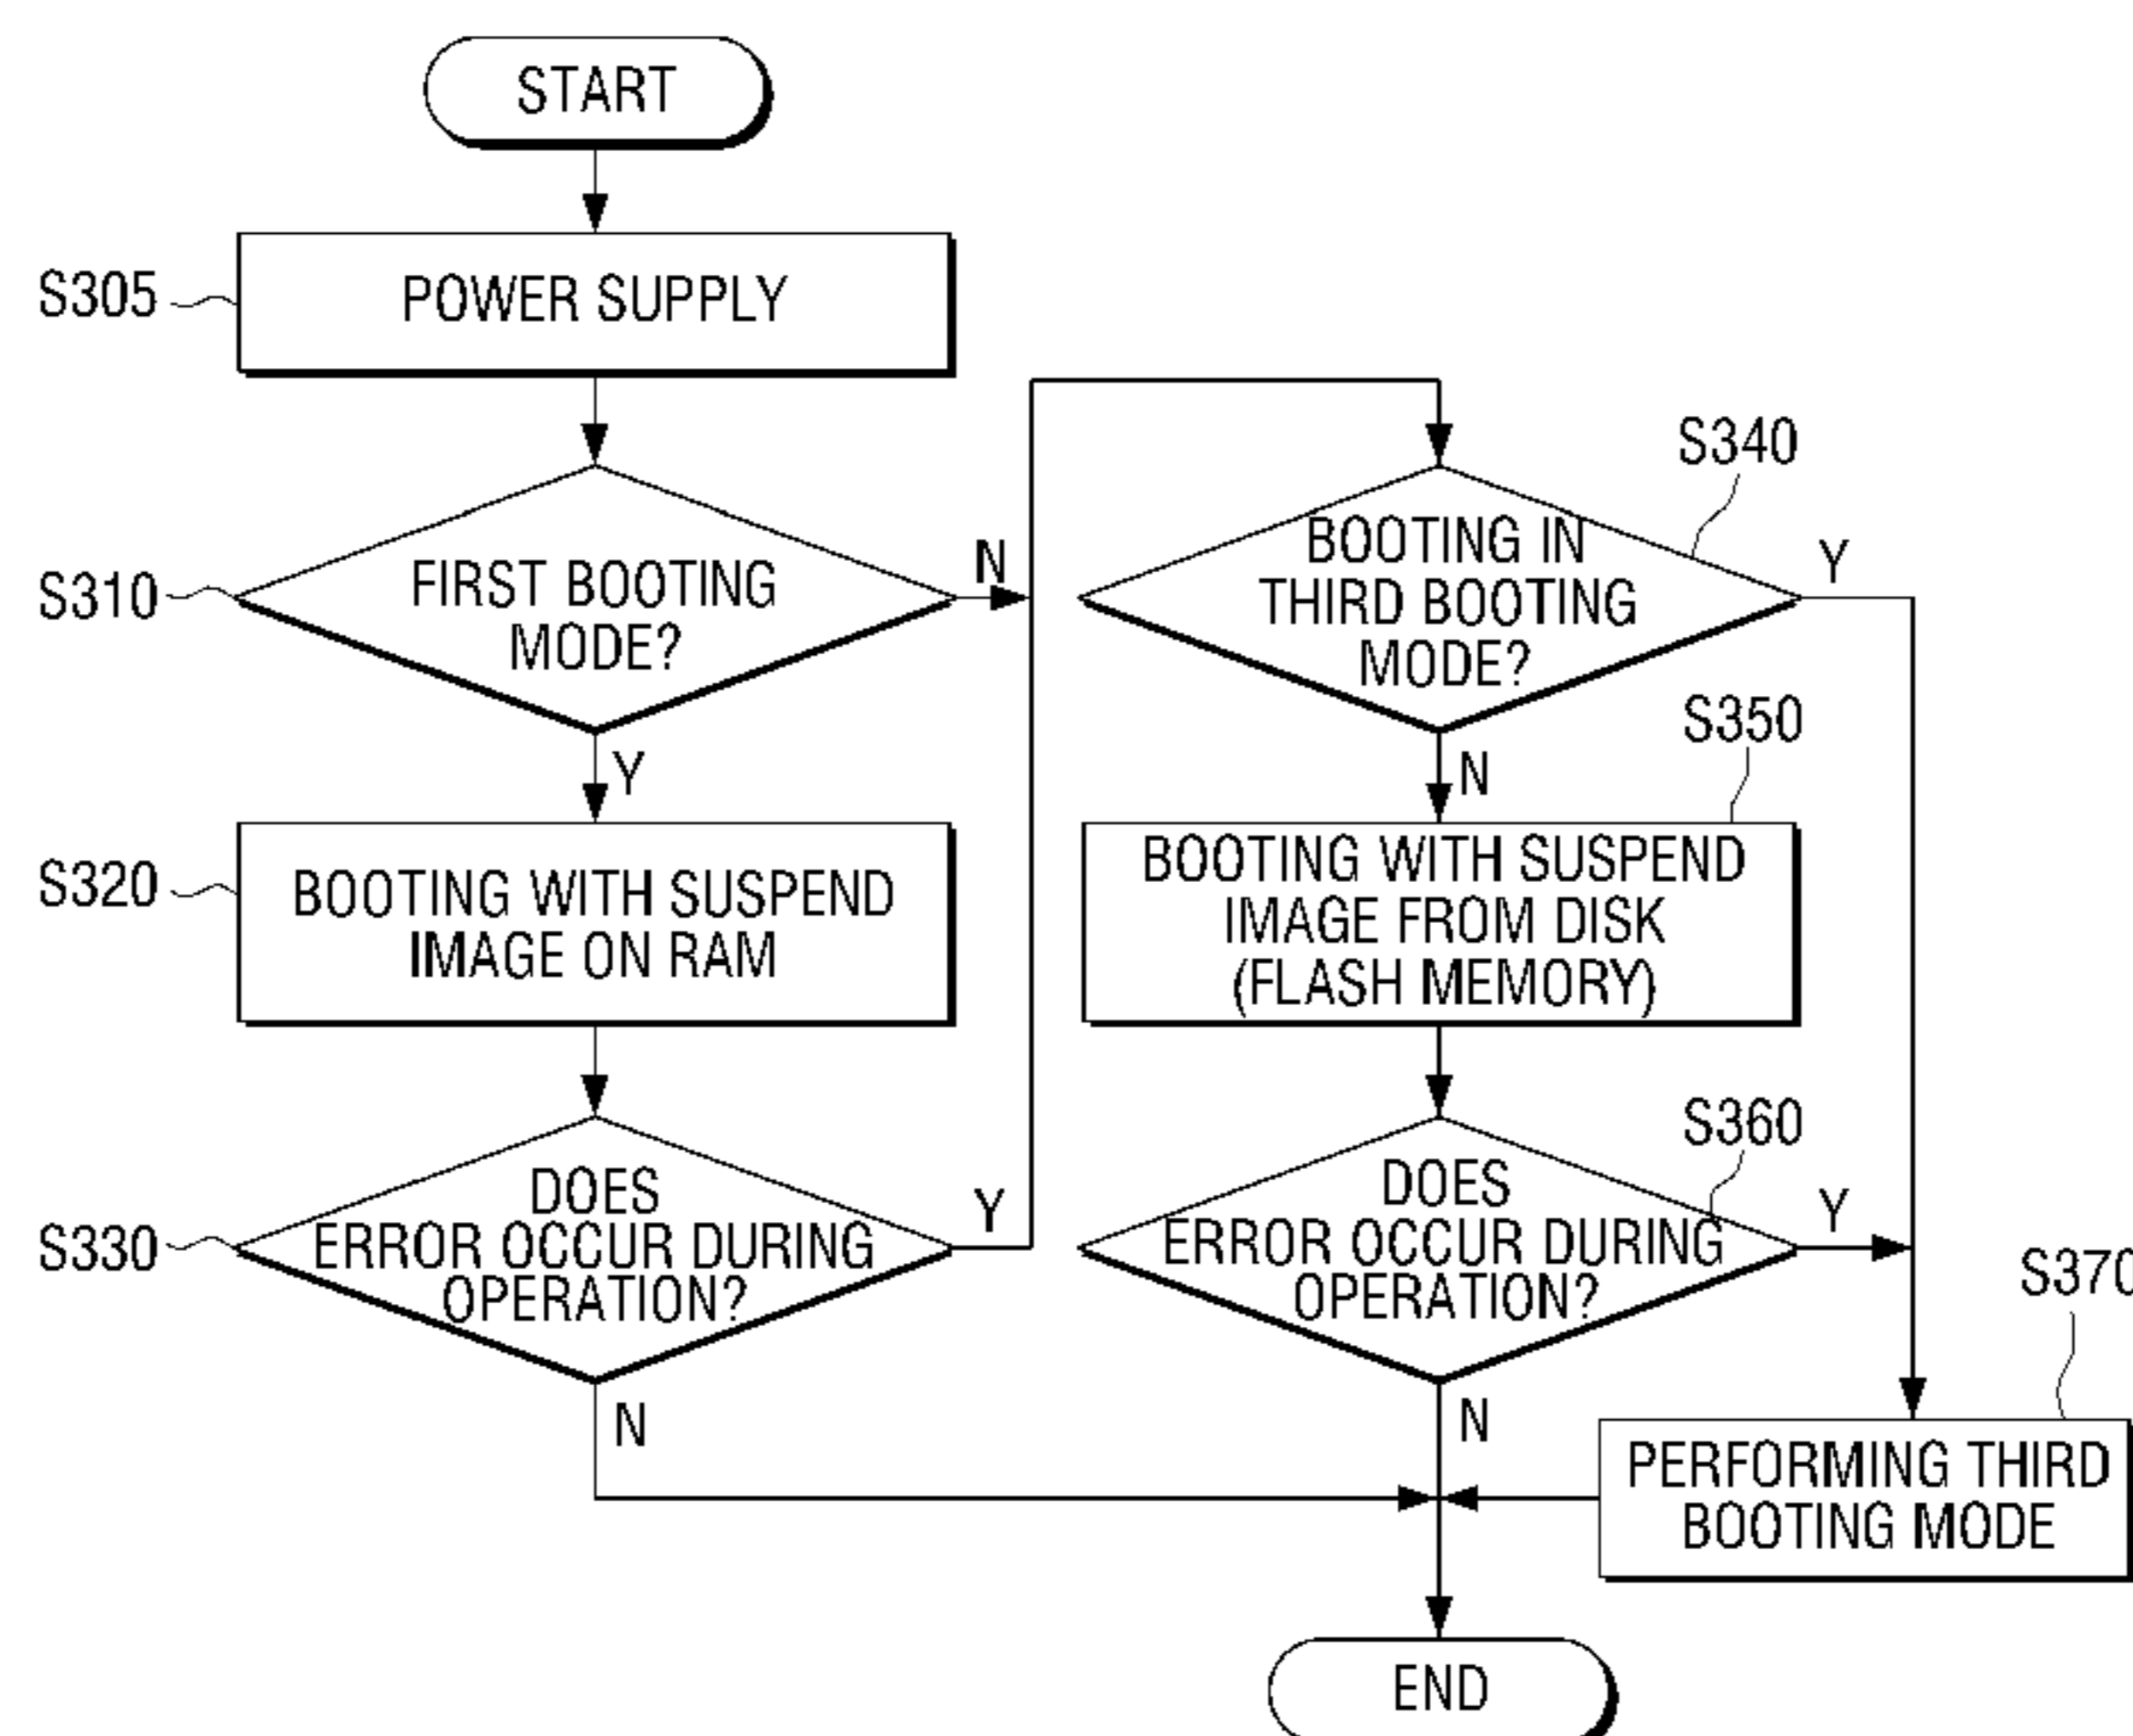 START
S305
POWER SUPPLY
S310
FIRST BOOTING
MODE?
N
Y
S320
BOOTING WITH SUSPEND
IMAGE ON RAM
S330
DOES
ERROR OCCUR DURING
OPERATION?
Y
N
S340
BOOTING IN
THIRD BOOTING
MODE?
Y
N
S350
BOOTING WITH SUSPEND
IMAGE FROM DISK
(FLASH MEMORY)
S360
DOES
ERROR OCCUR DURING
OPERATION?
Y
N
S370
PERFORMING THIRD
BOOTING MODE
END